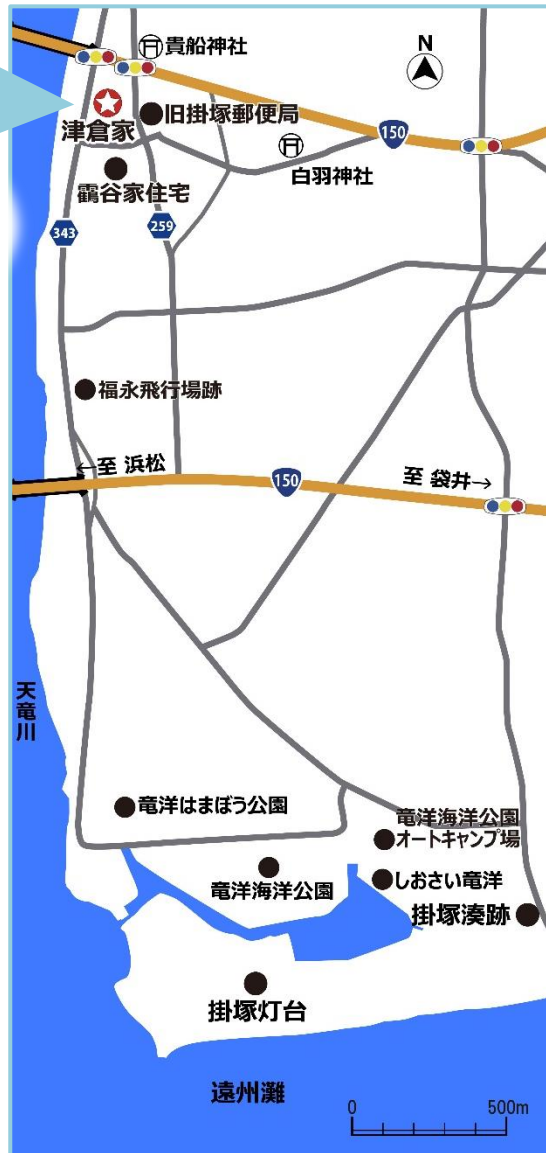 貴船神社
N
旧掛塚郵便局
津倉家
150
白羽神社
鶴谷家住宅
343
259
福永飛行場跡
←至 浜松
150
至 袋井→
天竜川
竜洋はまぼう公園
竜洋海洋公園
オートキャンプ場
竜洋海洋公園
しおさい竜洋
掛塚湊跡
掛塚灯台
遠州灘
0
500m